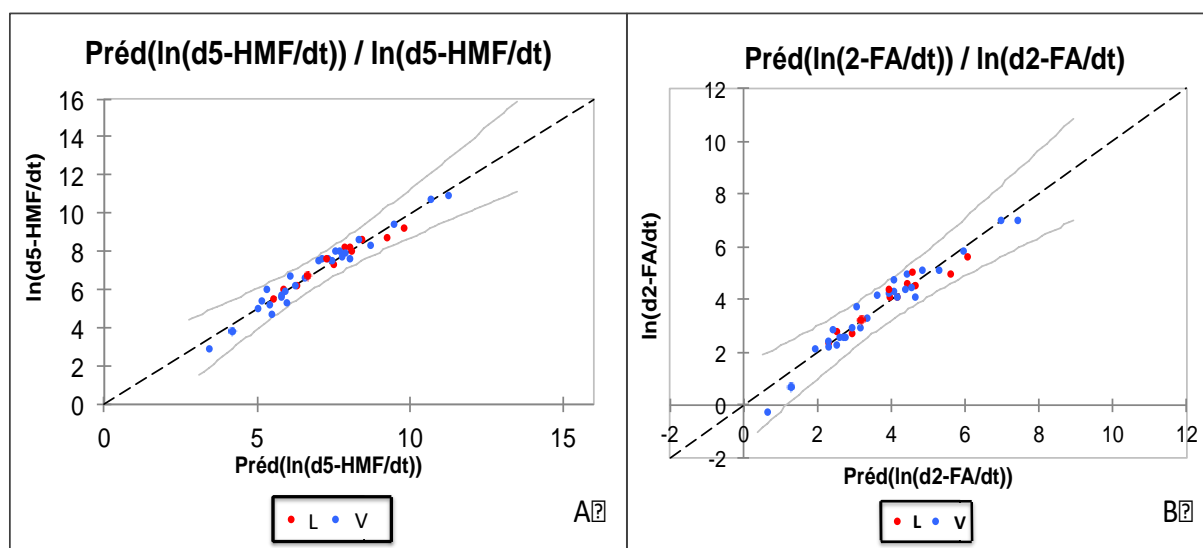 Préd(ln(d5-HMF/dt)) / ln(d5-HMF/dt)
ln(d5-HMF/dt)
16
14
12
10
8
6
4
2
0
0 5 10 15
Préd(ln(d5-HMF/dt))
L V
A
Préd(ln(2-FA/dt)) / ln(d2-FA/dt)
ln(d2-FA/dt)
12
10
8
6
4
2
0
-2
-2 0 2 4 6 8 10 12
Préd(ln(d2-FA/dt))
L V
B